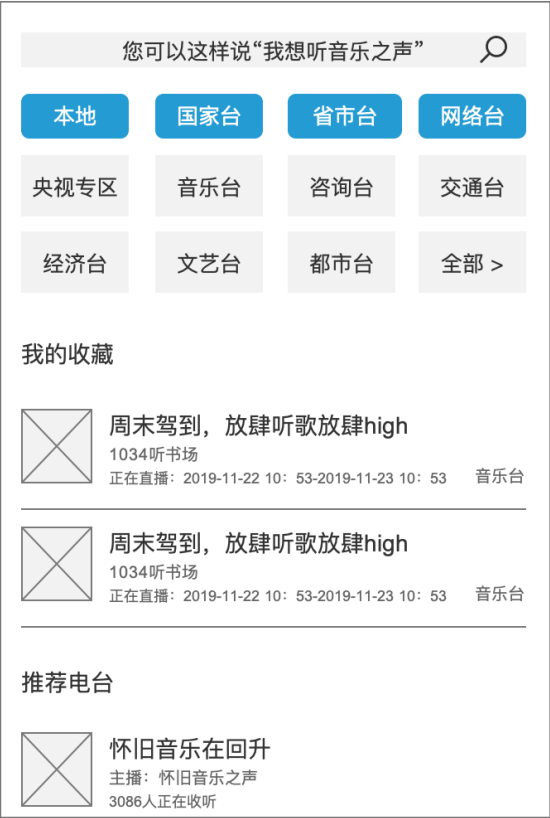 您可以这样说“我想听音乐之声”
本地 国家台 省市台 网络台
央视专区 音乐台 咨询台 交通台
经济台 文艺台 都市台 全部 >
我的收藏
周末驾到，放肆听歌放肆high
1034听书场
正在直播：2019-11-22 10：53-2019-11-23 10：53 音乐台
周末驾到，放肆听歌放肆high
1034听书场
正在直播：2019-11-22 10：53-2019-11-23 10：53 音乐台
推荐电台
怀旧音乐在回升
主播：怀旧音乐之声
3086人正在收听